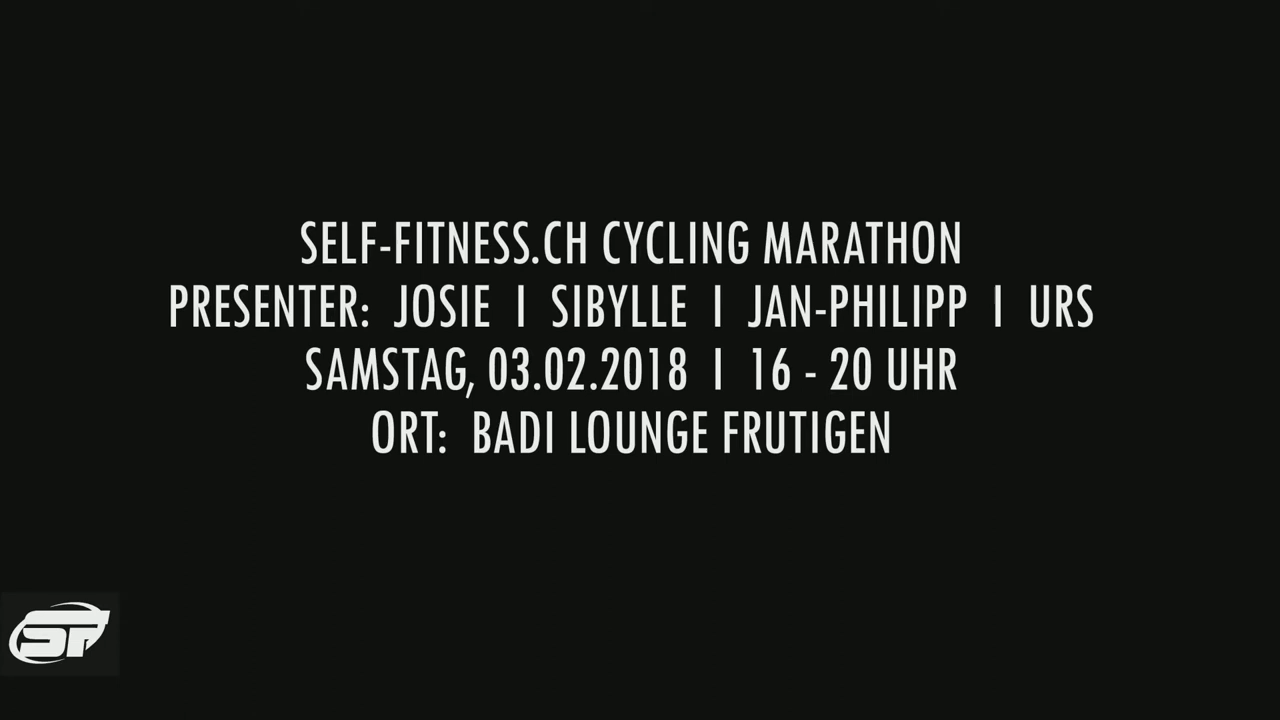 SELF-FITNESS.CH CYCLING MARATHON
PRESENTER: JOSIE I SIBYLLE I JAN-PHILIPP I URS
SAMSTAG, 03.02.2018 I 16 - 20 UHR
ORT: BADI LOUNGE FRUTIGEN
SF